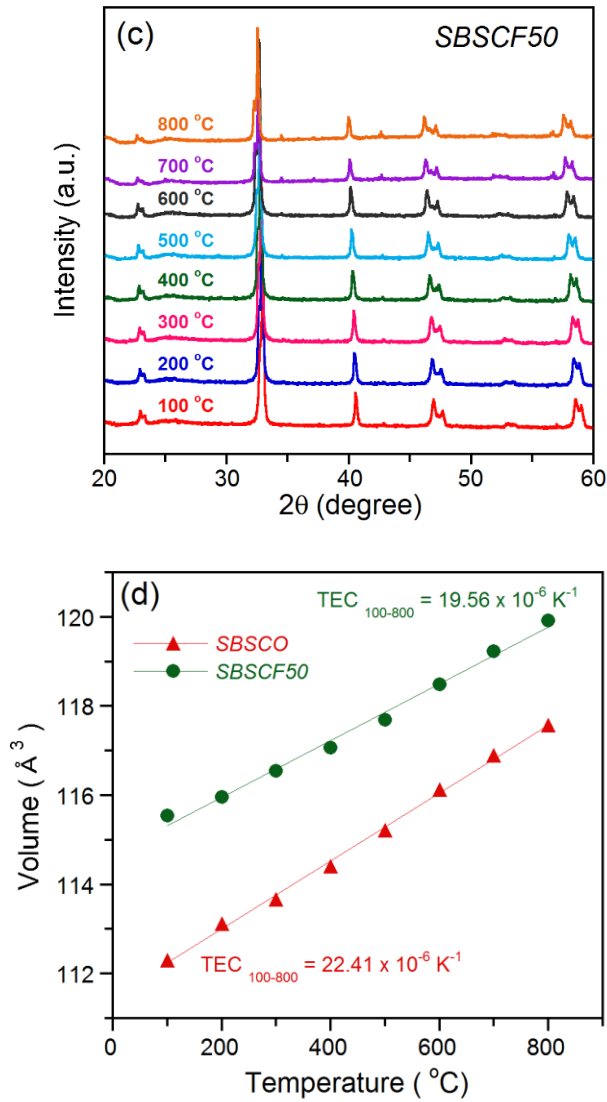 (c)
SBSCF50
800 °C
700 °C
600 °C
500 °C
400 °C
300 °C
200 °C
100 °C
Intensity (a.u.)
20 30 40 50 60
2θ (degree)
(d)
TEC 100-800 = 19.56 x 10⁻⁶ K⁻¹
SBSCO
SBSCF50
120
118
116
114
112
Volume ( Å ³ )
TEC 100-800 = 22.41 x 10⁻⁶ K⁻¹
0 200 400 600 800
Temperature ( °C)